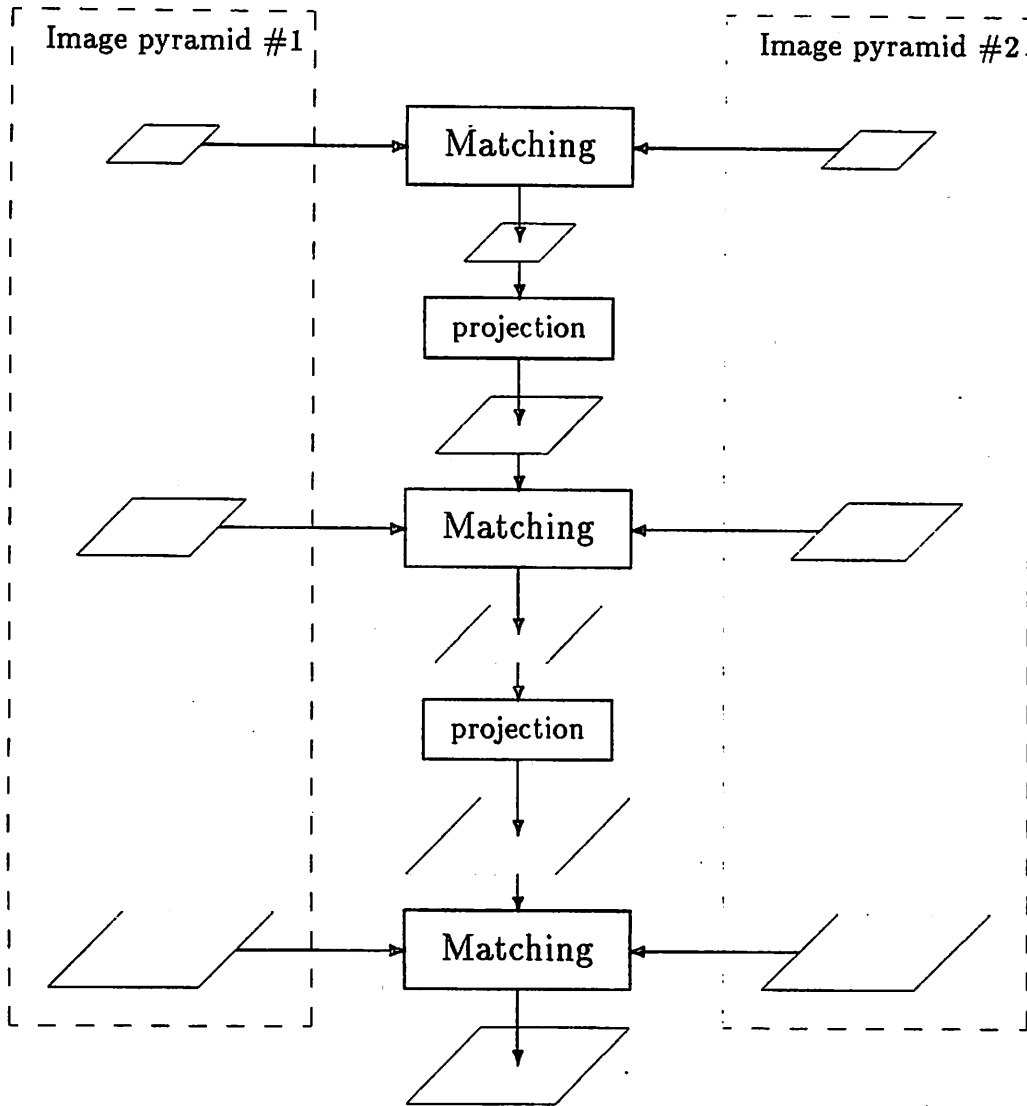 Image pyramid #1
Image pyramid #2
Matching
projection
Matching
projection
Matching